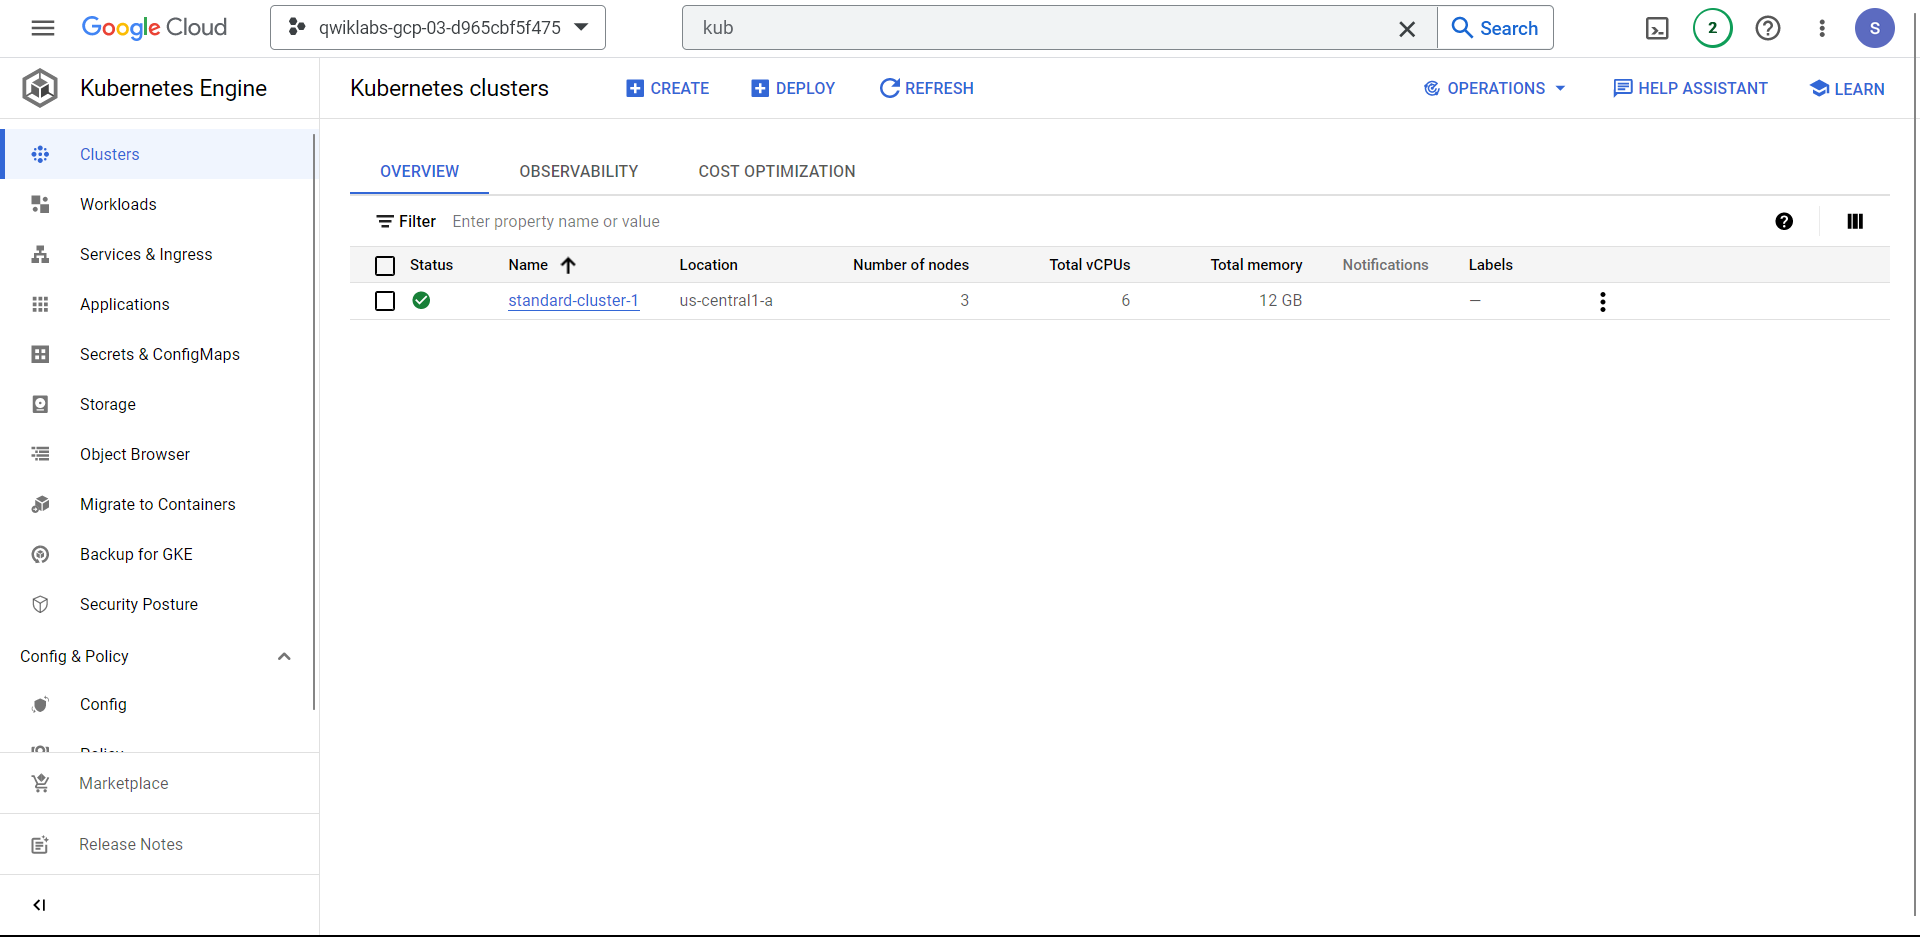 Google Cloud
qwiklabs-gcp-03-d965cbf5f475
kub
Search
2
S
Kubernetes Engine
Kubernetes clusters
CREATE
DEPLOY
REFRESH
OPERATIONS
HELP ASSISTANT
LEARN
Clusters
Workloads
Services & Ingress
Applications
Secrets & ConfigMaps
Storage
Object Browser
Migrate to Containers
Backup for GKE
Security Posture
Config & Policy
Config
Policy
Marketplace
Release Notes
OVERVIEW
OBSERVABILITY
COST OPTIMIZATION
Filter Enter property name or value
Status Name Location Number of nodes Total vCPUs Total memory Notifications Labels
standard-cluster-1 us-central1-a 3 6 12 GB —